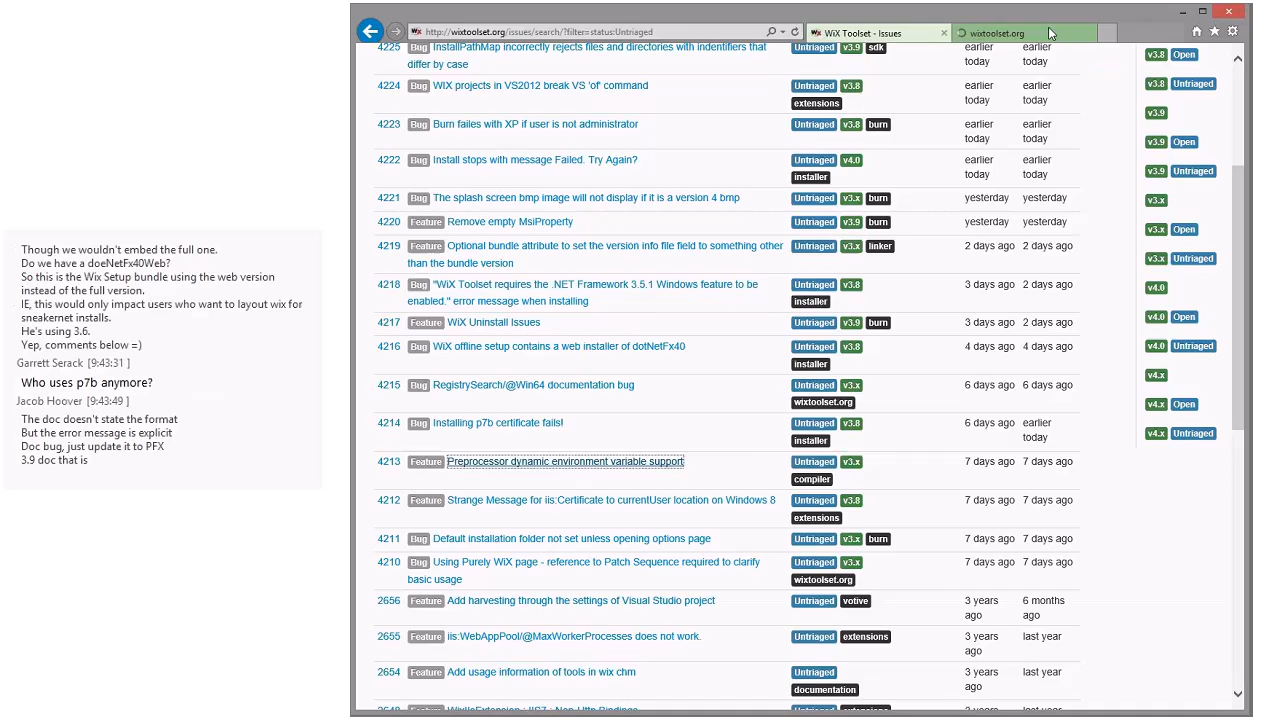 http://wixtoolset.org/issues/search/?filter=status:Untriaged
WiX Toolset - Issues
wixtoolset.org
Though we wouldn't embed the full one.
Do we have a doeNetFx40Web?
So this is the Wix Setup bundle using the web version
instead of the full version.
IE, this would only impact users who want to layout wix for
sneakernet installs.
He's using 3.6.
Yep, comments below =)
Garrett Serack [9:43:31 ]
Who uses p7b anymore?
Jacob Hoover [9:43:49 ]
The doc doesn't state the format
But the error message is explicit
Doc bug, just update it to PFX
3.9 doc that is
4225 Bug InstallPathMap incorrectly rejects files and directories with indentifiers that Untriaged v3.9 sdk earlier earlier
differ by case today today
4224 Bug WIX projects in VS2012 break VS 'of' command Untriaged v3.8 earlier earlier
extensions today today
4223 Bug Burn failes with XP if user is not administrator Untriaged v3.8 burn earlier earlier
today today
4222 Bug Install stops with message Failed. Try Again? Untriaged v4.0 earlier earlier
installer today today
4221 Bug The splash screen bmp image will not display if it is a version 4 bmp Untriaged v3.x burn yesterday yesterday
4220 Feature Remove empty MsiProperty Untriaged v3.9 burn yesterday yesterday
4219 Feature Optional bundle attribute to set the version info file field to something other Untriaged v3.x linker 2 days ago 2 days ago
than the bundle version
4218 Bug "WiX Toolset requires the .NET Framework 3.5.1 Windows feature to be Untriaged v3.8 3 days ago 2 days ago
enabled." error message when installing installer
4217 Feature WiX Uninstall Issues Untriaged v3.9 burn 3 days ago 2 days ago
4216 Bug WiX offline setup contains a web installer of dotNetFx40 Untriaged v3.8 4 days ago 4 days ago
installer
4215 Bug RegistrySearch/@Win64 documentation bug Untriaged v3.x 6 days ago 6 days ago
wixtoolset.org
4214 Bug Installing p7b certificate fails! Untriaged v3.8 6 days ago earlier
installer today
4213 Feature Preprocessor dynamic environment variable support Untriaged v3.x 7 days ago 7 days ago
compiler
4212 Feature Strange Message for iis:Certificate to currentUser location on Windows 8 Untriaged v3.8 7 days ago 7 days ago
extensions
4211 Bug Default installation folder not set unless opening options page Untriaged v3.x burn 7 days ago 7 days ago
4210 Bug Using Purely WiX page - reference to Patch Sequence required to clarify Untriaged v3.x 7 days ago 7 days ago
basic usage wixtoolset.org
2656 Feature Add harvesting through the settings of Visual Studio project Untriaged votive 3 years 6 months
ago ago
2655 Feature iis:WebAppPool/@MaxWorkerProcesses does not work. Untriaged extensions 3 years last year
ago
2654 Feature Add usage information of tools in wix chm Untriaged 3 years last year
documentation ago
v3.8 Open
v3.8 Untriaged
v3.9
v3.9 Open
v3.9 Untriaged
v3.x
v3.x Open
v3.x Untriaged
v4.0
v4.0 Open
v4.0 Untriaged
v4.x
v4.x Open
v4.x Untriaged